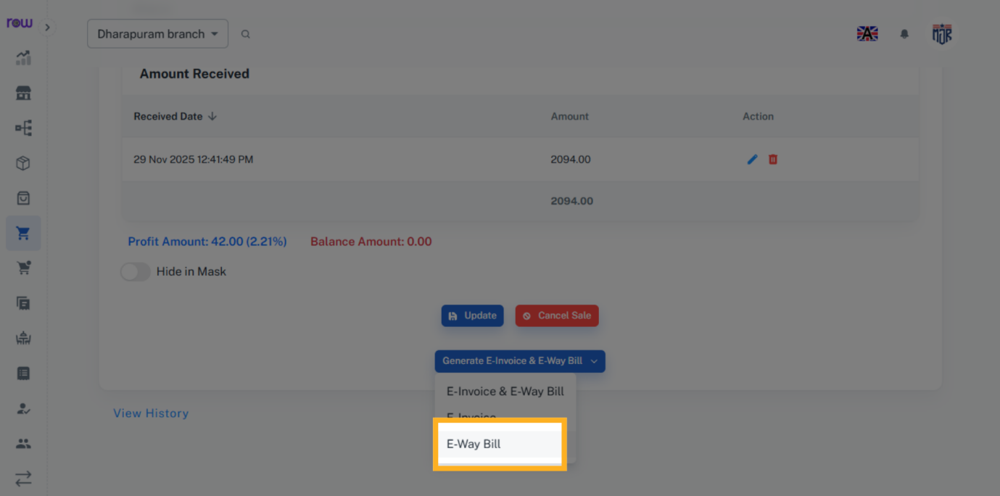 row
Dharapuram branch
A
MJR
Amount Received
Received Date Amount Action
29 Nov 2025 12:41:49 PM 2094.00
2094.00
Profit Amount: 42.00 (2.21%) Balance Amount: 0.00
Hide in Mask
Update Cancel Sale
Generate E-Invoice & E-Way Bill
E-Invoice & E-Way Bill
E-Invoice
E-Way Bill
View History